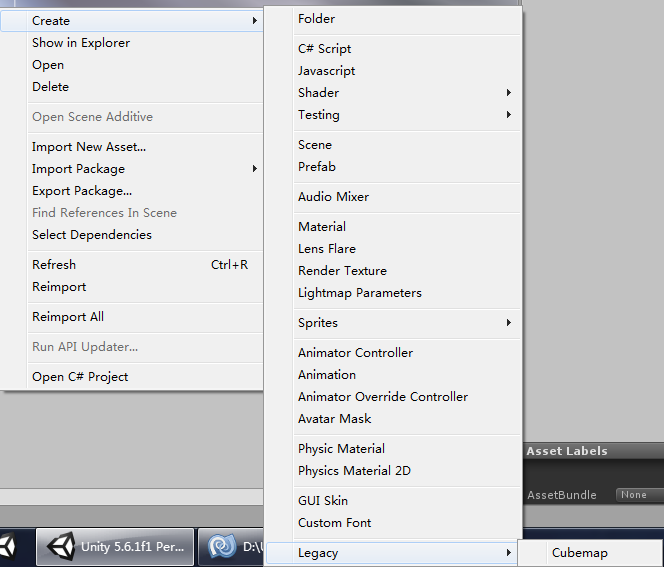 Create
Show in Explorer
Open
Delete
Open Scene Additive
Import New Asset...
Import Package
Export Package...
Find References In Scene
Select Dependencies
Refresh Ctrl+R
Reimport
Reimport All
Run API Updater...
Open C# Project
Folder
C# Script
Javascript
Shader
Testing
Scene
Prefab
Audio Mixer
Material
Lens Flare
Render Texture
Lightmap Parameters
Sprites
Animator Controller
Animation
Animator Override Controller
Avatar Mask
Physic Material
Physics Material 2D
GUI Skin
Custom Font
Legacy
Cubemap
Asset Labels
AssetBundle None
Unity 5.6.1f1 Per...